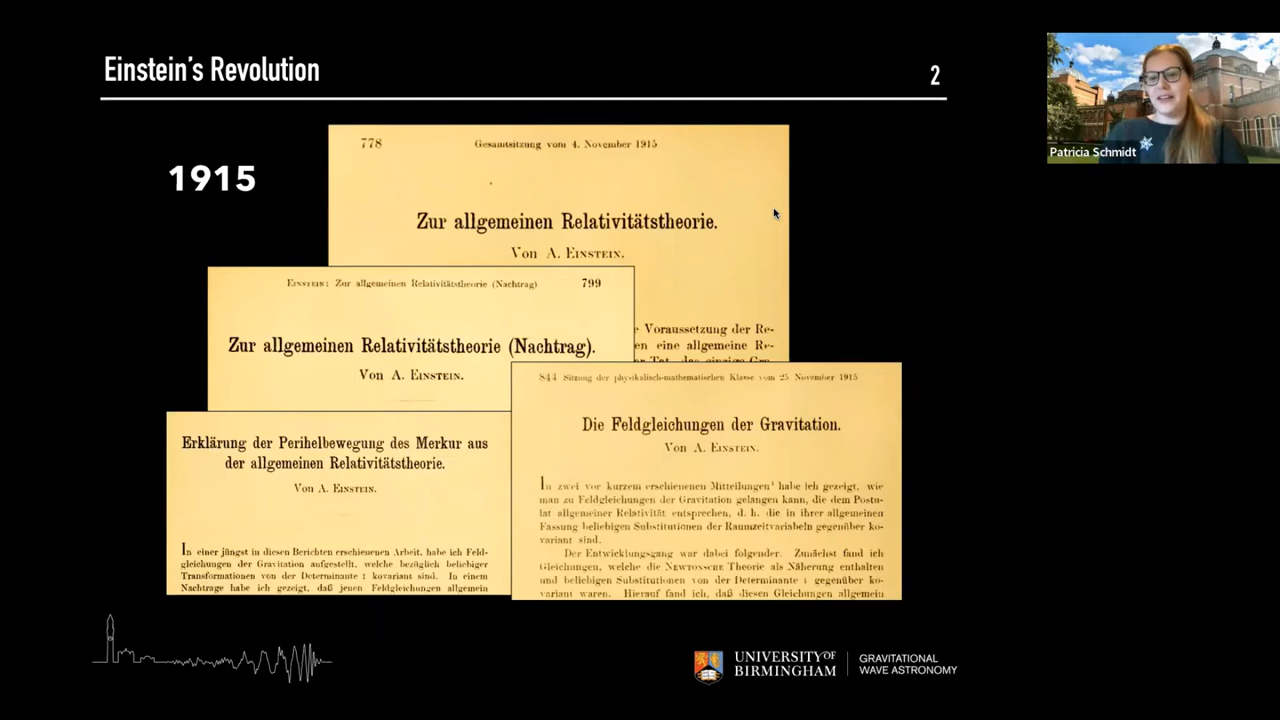 Einstein's Revolution
2
1915
778
Gesamtsitzung vom 4. November 1915
Zur allgemeinen Relativitätstheorie.
Von A. EINSTEIN.
Voraussetzung der Re-
en eine allgemeine Re-
EINSTEIN: Zur allgemeinen Relativitätstheorie (Nachtrag)
799
Zur allgemeinen Relativitätstheorie (Nachtrag).
Von A. EINSTEIN.
Erklärung der Perihelbewegung des Merkur aus
der allgemeinen Relativitätstheorie.
Von A. EINSTEIN.
In einer jüngst in diesen Berichten erschienenen Arbeit, habe ich Feld-
gleichungen der Gravitation aufgestellt, welche bezüglich beliebiger
Transformationen von der Determinante 1 kovariant sind. In einem
Nachtrage habe ich gezeigt, daß jenen Feldgleichungen allgemein
844 Sitzung der physikalisch-mathematischen Klasse vom 25. November 1915
Die Feldgleichungen der Gravitation.
Von A. EINSTEIN.
In zwei vor kurzem erschienenen Mitteilungen¹ habe ich gezeigt, wie
man zu Feldgleichungen der Gravitation gelangen kann, die dem Postu-
lat allgemeiner Relativität entsprechen, d. h. die in ihrer allgemeinen
Fassung beliebigen Substitutionen der Raumzeitvariabeln gegenüber ko-
variant sind.
Der Entwicklungsgang war dabei folgender. Zunächst fand ich
Gleichungen, welche die NEWTONSCHE Theorie als Näherung enthalten
und beliebigen Substitutionen von der Determinante 1 gegenüber ko-
variant waren. Hierauf fand ich, daß diesen Gleichungen allgemein
UNIVERSITY OF
BIRMINGHAM
GRAVITATIONAL
WAVE ASTRONOMY
Patricia Schmidt